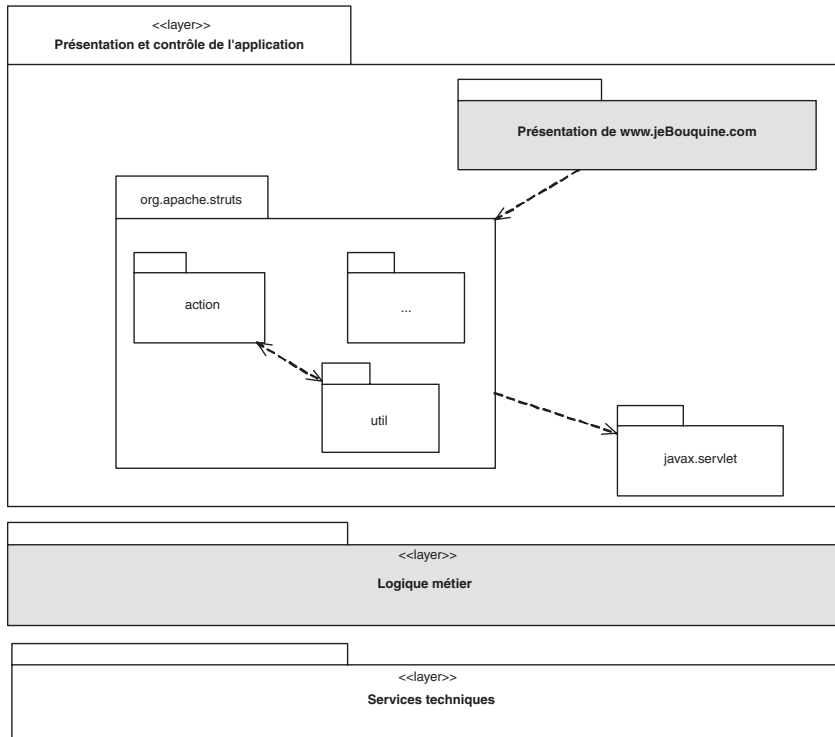 <<layer>>
Présentation et contrôle de l'application
Présentation de www.jeBouquine.com
org.apache.struts
action
...
util
javax.servlet
<<layer>>
Logique métier
<<layer>>
Services techniques